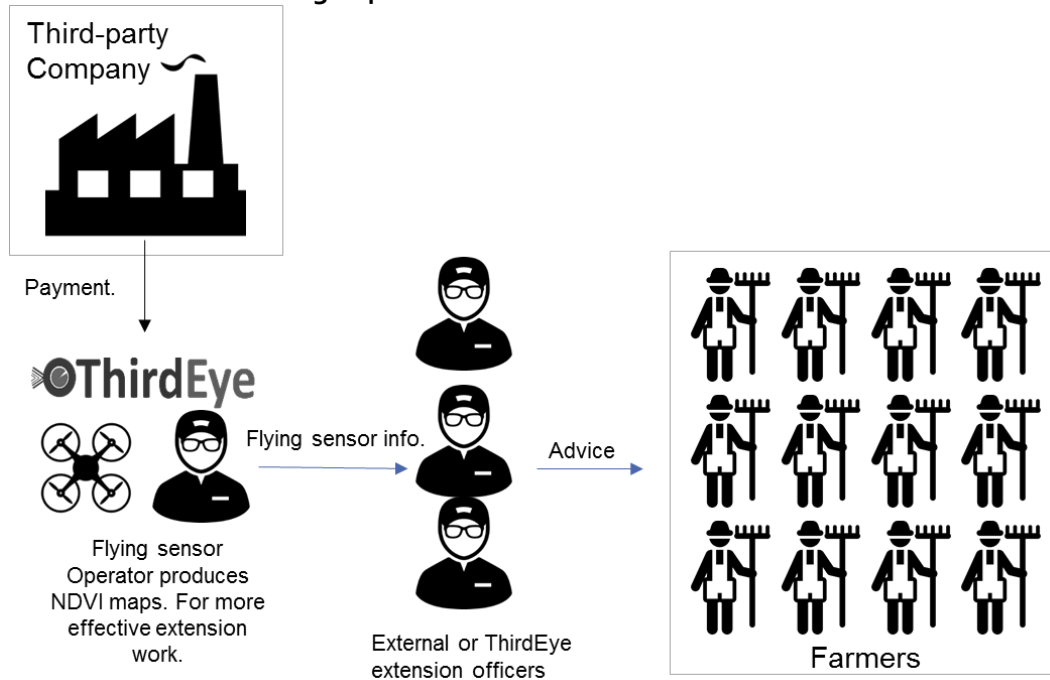 Third-party
Company
Payment.
ThirdEye
Flying sensor info.
Advice
Flying sensor
Operator produces
NDVI maps. For more
effective extension
work.
External or ThirdEye
extension officers
Farmers